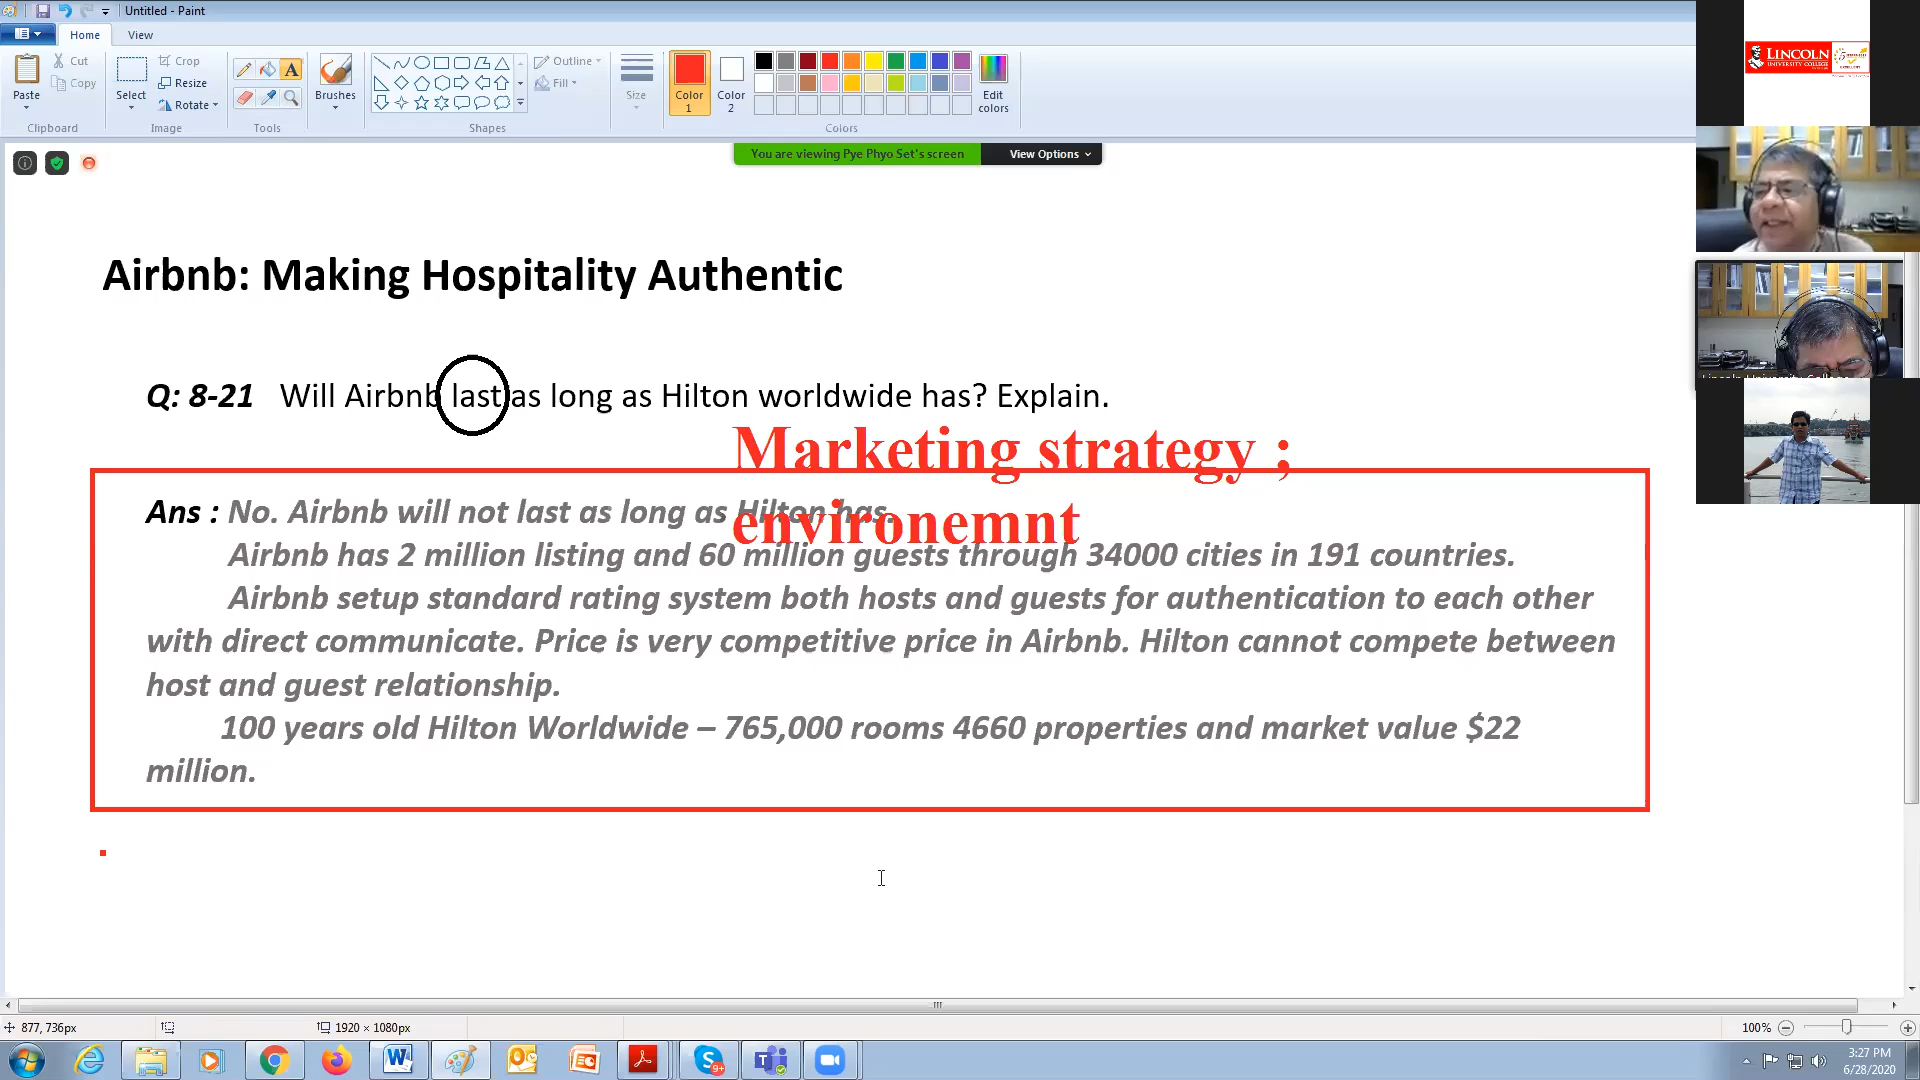 Untitled - Paint
Home
View
Paste
Cut
Copy
Clipboard
Select
Crop
Resize
Rotate
Image
Tools
Brushes
Shapes
Outline
Fill
Size
Color
1
Color
2
Edit
colors
Colors
LINCOLN
UNIVERSITY COLLEGE
You are viewing Pye Phyo Set's screen
View Options
Airbnb: Making Hospitality Authentic
Q: 8-21 Will Airbnb last as long as Hilton worldwide has? Explain.
Marketing strategy ;
environemnt
Ans : No. Airbnb will not last as long as Hilton has.
Airbnb has 2 million listing and 60 million guests through 34000 cities in 191 countries.
Airbnb setup standard rating system both hosts and guests for authentication to each other
with direct communicate. Price is very competitive price in Airbnb. Hilton cannot compete between
host and guest relationship.
100 years old Hilton Worldwide – 765,000 rooms 4660 properties and market value $22
million.
877, 736px
1920 × 1080px
100%
9+
3:27 PM
6/28/2020